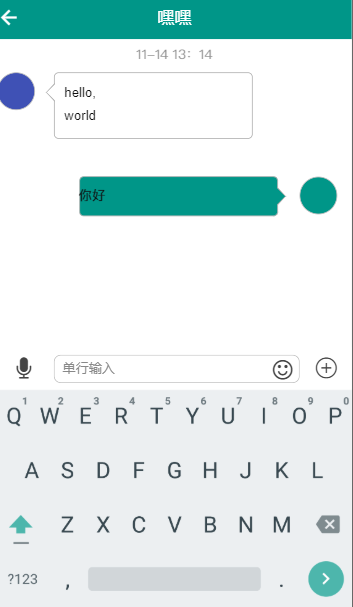 嘿嘿
11-14 13：14
hello,
world
你好
单行输入
1 2 3 4 5 6 7 8 9 0
Q W E R T Y U I O P
A S D F G H J K L
Z X C V B N M
?123 , .